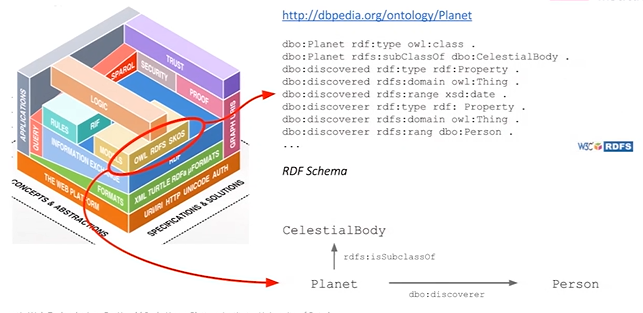 http://dbpedia.org/ontology/Planet
dbo:Planet rdf:type owl:class .
dbo:Planet rdfs:subClassOf dbo:CelestialBody .
dbo:discovered rdf:type rdf:Property .
dbo:discovered rdfs:domain owl:Thing .
dbo:discovered rdfs:range xsd:date .
dbo:discoverer rdf:type rdf: Property .
dbo:discoverer rdfs:domain owl:Thing .
dbo:discoverer rdfs:rang dbo:Person .
...
W3C RDFS
RDF Schema
CelestialBody
rdfs:isSubclassOf
Planet
Person
dbo:discoverer
APPLICATIONS
TRUST
SPARQL
SECURITY
PROOF
LOGIC
RULES
RIF
QUERY
MODELS
OWL RDFS SKOS
INFORMATION EXCHANGE
RDF
FORMATS
XML TURTLE RDFa μFORMATS
THE WEB PLATFORM
URI/IRI HTTP UNICODE AUTH
CONCEPTS & ABSTRACTIONS
SPECIFICATIONS & SOLUTIONS